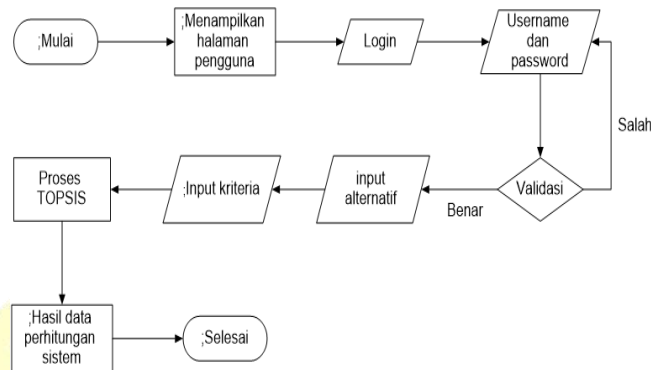 ;Mulai
;Menampilkan
halaman
pengguna
Login
Username
dan
password
Salah
Validasi
Benar
input
alternatif
;Input kriteria
Proses
TOPSIS
;Hasil data
perhitungan
sistem
;Selesai